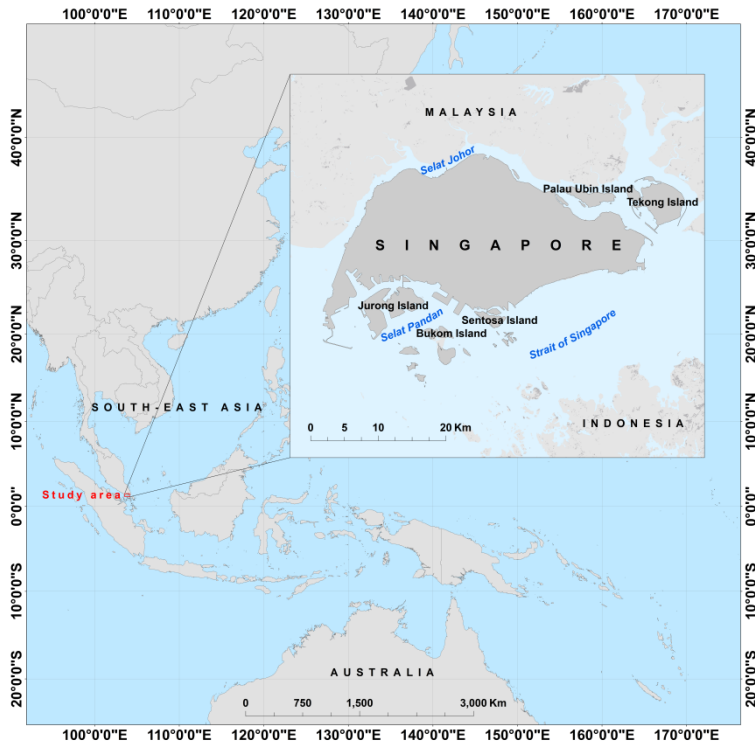 100°0'0"E 110°0'0"E 120°0'0"E 130°0'0"E 140°0'0"E 150°0'0"E 160°0'0"E 170°0'0"E
40°0'0"N
30°0'0"N
20°0'0"N
10°0'0"N
0°0'0"
10°0'0"S
20°0'0"S
MALAYSIA
Selat Johor
Palau Ubin Island
Tekong Island
SINGAPORE
Jurong Island
Selat Pandan
Sentosa Island
Bukom Island
Strait of Singapore
INDONESIA
0 5 10 20 Km
SOUTH-EAST ASIA
Study area
AUSTRALIA
0 750 1,500 3,000 Km
40°0'0"N
30°0'0"N
20°0'0"N
10°0'0"N
0°0'0"
10°0'0"S
20°0'0"S
100°0'0"E 110°0'0"E 120°0'0"E 130°0'0"E 140°0'0"E 150°0'0"E 160°0'0"E 170°0'0"E